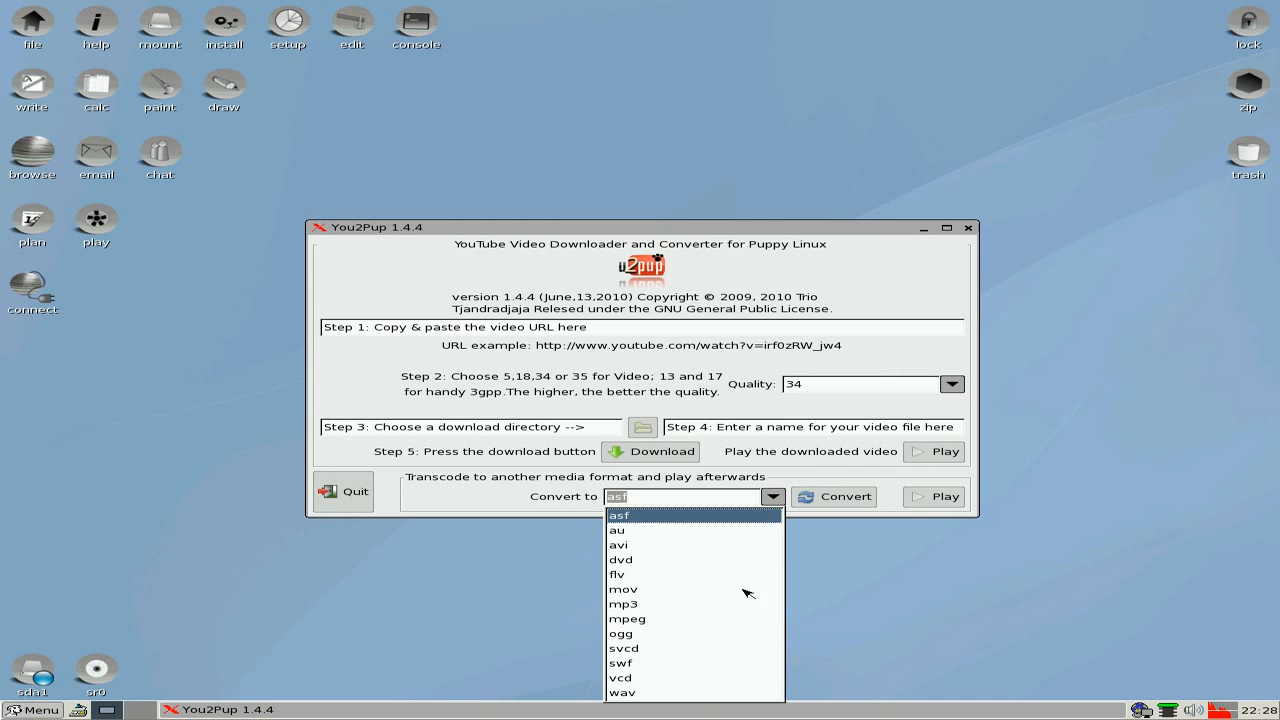 file help mount install setup edit console lock
write calc paint draw zip
browse email chat trash
plan play
connect
You2Pup 1.4.4
YouTube Video Downloader and Converter for Puppy Linux
u2pup
version 1.4.4 (June,13,2010) Copyright © 2009, 2010 Trio
Tjandradjaja Relesed under the GNU General Public License.
Step 1: Copy & paste the video URL here
URL example: http://www.youtube.com/watch?v=irf0zRW_jw4
Step 2: Choose 5,18,34 or 35 for Video; 13 and 17
for handy 3gpp.The higher, the better the quality.
Quality: 34
Step 3: Choose a download directory --> Step 4: Enter a name for your video file here
Step 5: Press the download button Download Play the downloaded video Play
Transcode to another media format and play afterwards
Quit Convert to asf Convert Play
asf
au
avi
dvd
flv
mov
mp3
mpeg
ogg
svcd
swf
vcd
wav
sda1 sr0
Menu You2Pup 1.4.4 22:28